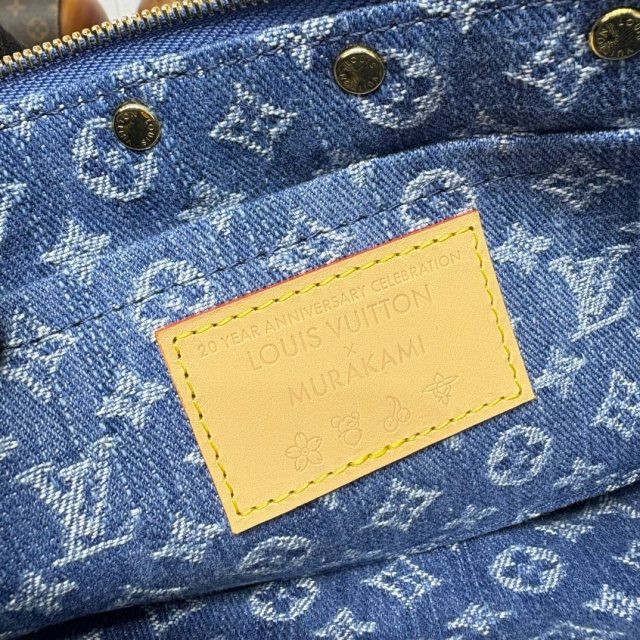 20 YEAR ANNIVERSARY CELEBRATION
LOUIS VUITTON
×
MURAKAMI